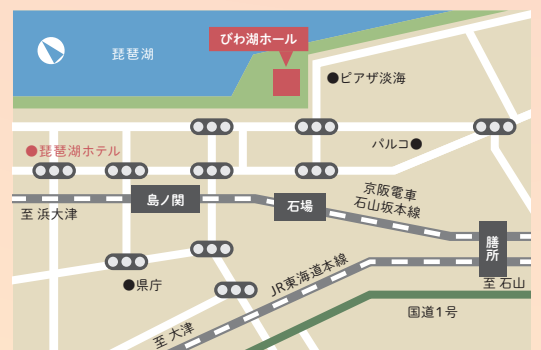 びわ湖ホール
琵琶湖
●ピアザ淡海
パルコ●
●琵琶湖ホテル
島ノ関
石場
京阪電車
石山坂本線
至 浜大津
膳所
至 石山
●県庁
JR東海道本線
国道1号
至 大津